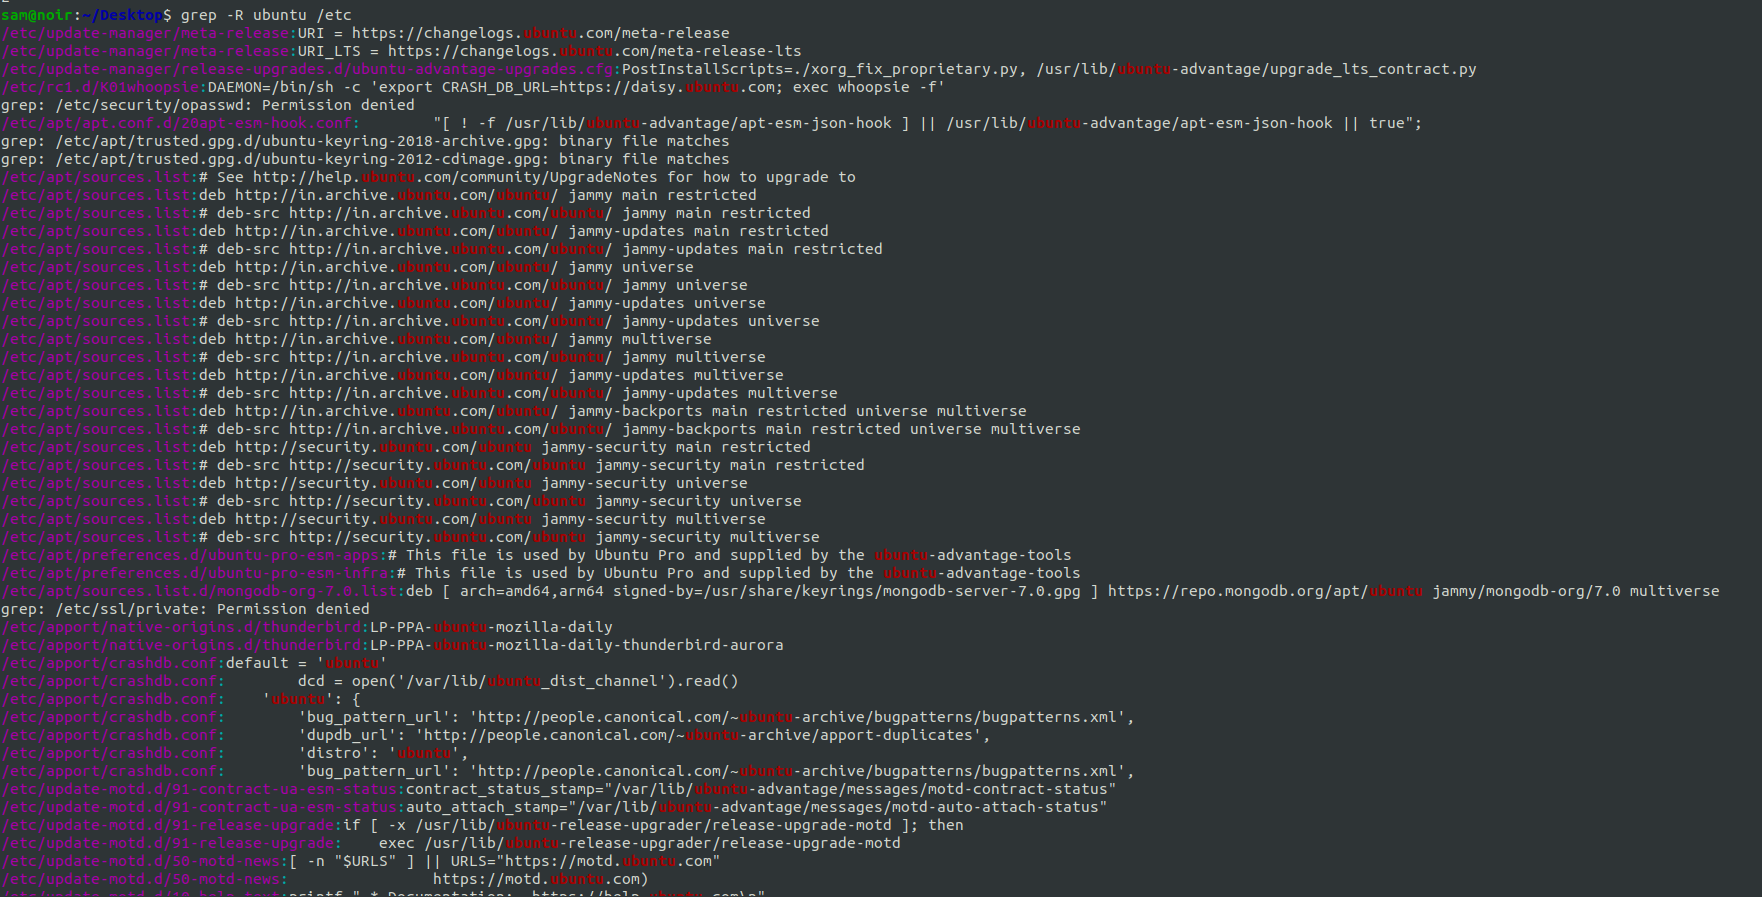 sam@noir:~/Desktop$ grep -R ubuntu /etc
/etc/update-manager/meta-release:URI = https://changelogs.ubuntu.com/meta-release
/etc/update-manager/meta-release:URI_LTS = https://changelogs.ubuntu.com/meta-release-lts
/etc/update-manager/release-upgrades.d/ubuntu-advantage-upgrades.cfg:PostInstallScripts=./xorg_fix_proprietary.py, /usr/lib/ubuntu-advantage/upgrade_lts_contract.py
/etc/rc1.d/K01whoopsie:DAEMON=/bin/sh -c 'export CRASH_DB_URL=https://daisy.ubuntu.com; exec whoopsie -f'
grep: /etc/security/opasswd: Permission denied
/etc/apt/apt.conf.d/20apt-esm-hook.conf:        "[ ! -f /usr/lib/ubuntu-advantage/apt-esm-json-hook ] || /usr/lib/ubuntu-advantage/apt-esm-json-hook || true";
grep: /etc/apt/trusted.gpg.d/ubuntu-keyring-2018-archive.gpg: binary file matches
grep: /etc/apt/trusted.gpg.d/ubuntu-keyring-2012-cdimage.gpg: binary file matches
/etc/apt/sources.list:# See http://help.ubuntu.com/community/UpgradeNotes for how to upgrade to
/etc/apt/sources.list:deb http://in.archive.ubuntu.com/ubuntu/ jammy main restricted
/etc/apt/sources.list:# deb-src http://in.archive.ubuntu.com/ubuntu/ jammy main restricted
/etc/apt/sources.list:deb http://in.archive.ubuntu.com/ubuntu/ jammy-updates main restricted
/etc/apt/sources.list:# deb-src http://in.archive.ubuntu.com/ubuntu/ jammy-updates main restricted
/etc/apt/sources.list:deb http://in.archive.ubuntu.com/ubuntu/ jammy universe
/etc/apt/sources.list:# deb-src http://in.archive.ubuntu.com/ubuntu/ jammy universe
/etc/apt/sources.list:deb http://in.archive.ubuntu.com/ubuntu/ jammy-updates universe
/etc/apt/sources.list:# deb-src http://in.archive.ubuntu.com/ubuntu/ jammy-updates universe
/etc/apt/sources.list:deb http://in.archive.ubuntu.com/ubuntu/ jammy multiverse
/etc/apt/sources.list:# deb-src http://in.archive.ubuntu.com/ubuntu/ jammy multiverse
/etc/apt/sources.list:deb http://in.archive.ubuntu.com/ubuntu/ jammy-updates multiverse
/etc/apt/sources.list:# deb-src http://in.archive.ubuntu.com/ubuntu/ jammy-updates multiverse
/etc/apt/sources.list:deb http://in.archive.ubuntu.com/ubuntu/ jammy-backports main restricted universe multiverse
/etc/apt/sources.list:# deb-src http://in.archive.ubuntu.com/ubuntu/ jammy-backports main restricted universe multiverse
/etc/apt/sources.list:deb http://security.ubuntu.com/ubuntu jammy-security main restricted
/etc/apt/sources.list:# deb-src http://security.ubuntu.com/ubuntu jammy-security main restricted
/etc/apt/sources.list:deb http://security.ubuntu.com/ubuntu jammy-security universe
/etc/apt/sources.list:# deb-src http://security.ubuntu.com/ubuntu jammy-security universe
/etc/apt/sources.list:deb http://security.ubuntu.com/ubuntu jammy-security multiverse
/etc/apt/sources.list:# deb-src http://security.ubuntu.com/ubuntu jammy-security multiverse
/etc/apt/preferences.d/ubuntu-pro-esm-apps:# This file is used by Ubuntu Pro and supplied by the ubuntu-advantage-tools
/etc/apt/preferences.d/ubuntu-pro-esm-infra:# This file is used by Ubuntu Pro and supplied by the ubuntu-advantage-tools
/etc/apt/sources.list.d/mongodb-org-7.0.list:deb [ arch=amd64,arm64 signed-by=/usr/share/keyrings/mongodb-server-7.0.gpg ] https://repo.mongodb.org/apt/ubuntu jammy/mongodb-org/7.0 multiverse
grep: /etc/ssl/private: Permission denied
/etc/apport/native-origins.d/thunderbird:LP-PPA-ubuntu-mozilla-daily
/etc/apport/native-origins.d/thunderbird:LP-PPA-ubuntu-mozilla-daily-thunderbird-aurora
/etc/apport/crashdb.conf:default = 'ubuntu'
/etc/apport/crashdb.conf:        dcd = open('/var/lib/ubuntu_dist_channel').read()
/etc/apport/crashdb.conf:    'ubuntu': {
/etc/apport/crashdb.conf:        'bug_pattern_url': 'http://people.canonical.com/~ubuntu-archive/bugpatterns/bugpatterns.xml',
/etc/apport/crashdb.conf:        'dupdb_url': 'http://people.canonical.com/~ubuntu-archive/apport-duplicates',
/etc/apport/crashdb.conf:        'distro': 'ubuntu',
/etc/apport/crashdb.conf:        'bug_pattern_url': 'http://people.canonical.com/~ubuntu-archive/bugpatterns/bugpatterns.xml',
/etc/update-motd.d/91-contract-ua-esm-status:contract_status_stamp="/var/lib/ubuntu-advantage/messages/motd-contract-status"
/etc/update-motd.d/91-contract-ua-esm-status:auto_attach_stamp="/var/lib/ubuntu-advantage/messages/motd-auto-attach-status"
/etc/update-motd.d/91-release-upgrade:if [ -x /usr/lib/ubuntu-release-upgrader/release-upgrade-motd ]; then
/etc/update-motd.d/91-release-upgrade:    exec /usr/lib/ubuntu-release-upgrader/release-upgrade-motd
/etc/update-motd.d/50-motd-news:[ -n "$URLS" ] || URLS="https://motd.ubuntu.com"
/etc/update-motd.d/50-motd-news:                https://motd.ubuntu.com)
/etc/update-motd.d/10-help-text:printf " * Documentation:  https://help.ubuntu.com\n"